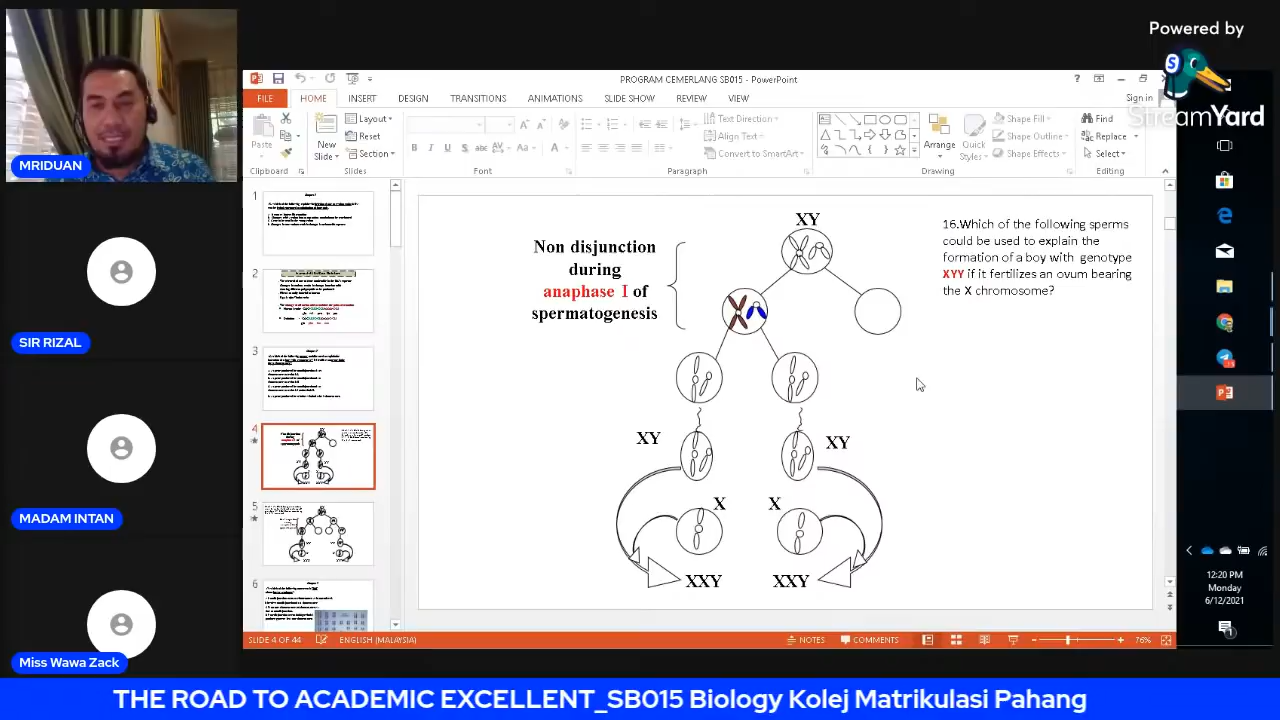 Powered by
StreamYard
PROGRAM CEMERLANG SB015 - PowerPoint
Sign in
FILE HOME INSERT DESIGN TRANSITIONS ANIMATIONS SLIDE SHOW REVIEW VIEW
Paste
New
Slide
Layout
Reset
Section
Text Direction
Align Text
Convert to SmartArt
Arrange
Quick
Styles
Shape Fill
Shape Outline
Shape Effects
Find
Replace
Select
Clipboard Slides Font Paragraph Drawing Editing
MRIDUAN
SIR RIZAL
MADAM INTAN
Miss Wawa Zack
1
2
3
4
5
6
XY
Non disjunction
during
anaphase I of
spermatogenesis
16.Which of the following sperms
could be used to explain the
formation of a boy with genotype
XYY if it fertilizes an ovum bearing
the X chromosome?
XY XY
X X
XXY XXY
SLIDE 4 OF 44 ENGLISH (MALAYSIA) NOTES COMMENTS 76%
12:20 PM
Monday
6/12/2021
THE ROAD TO ACADEMIC EXCELLENT_SB015 Biology Kolej Matrikulasi Pahang